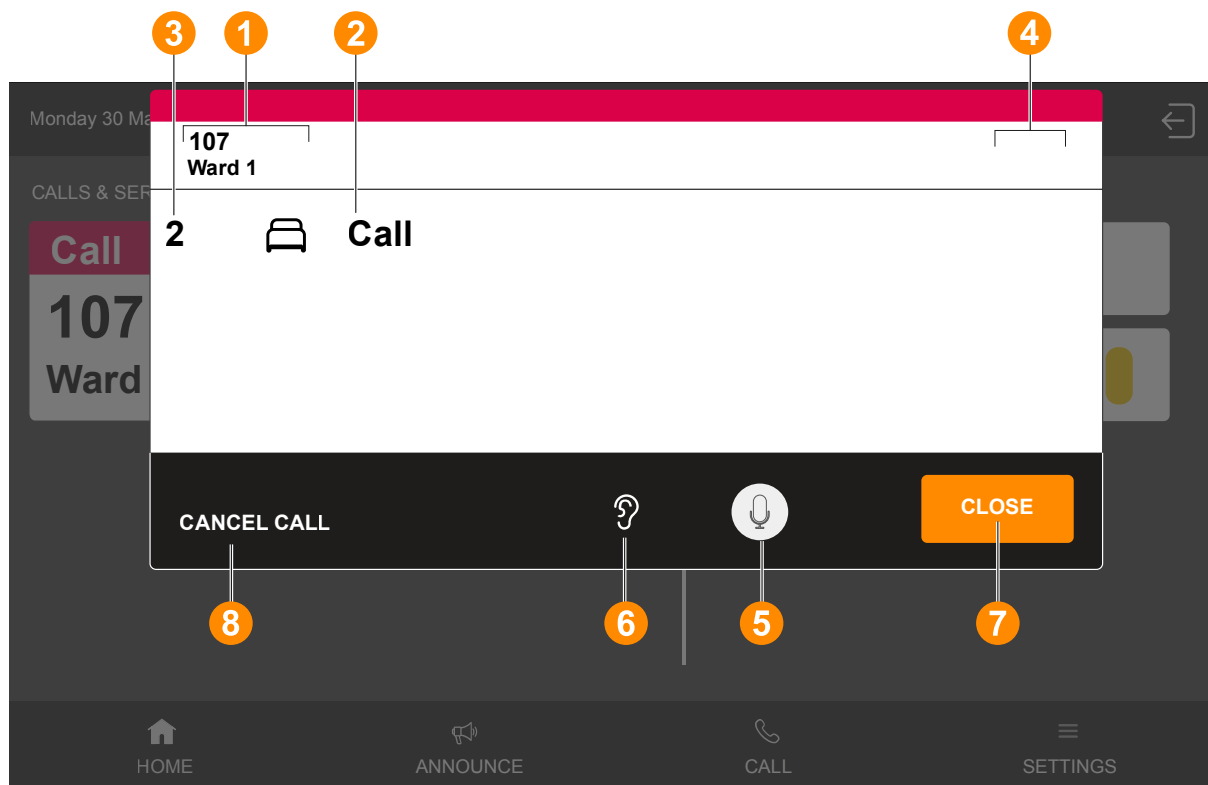 3 1 2 4
Monday 30 Ma
107
Ward 1
CALLS & SER
2 Call
Call
107
Ward
CANCEL CALL
CLOSE
8 6 5 7
HOME ANNOUNCE CALL SETTINGS